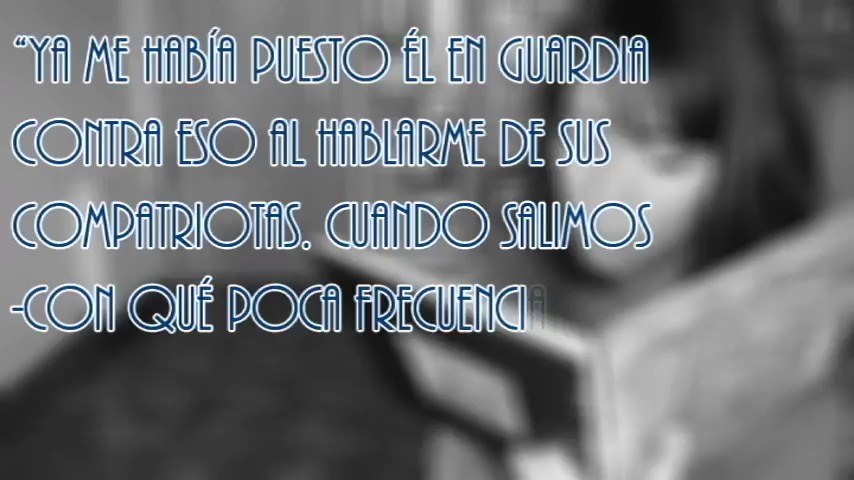 “YA ME HABÍA PUESTO ÉL EN GUARDIA
CONTRA ESO AL HABLARME DE SUS
COMPATRIOTAS. CUANDO SALIMOS
-CON QUÉ POCA FRECUENCIA